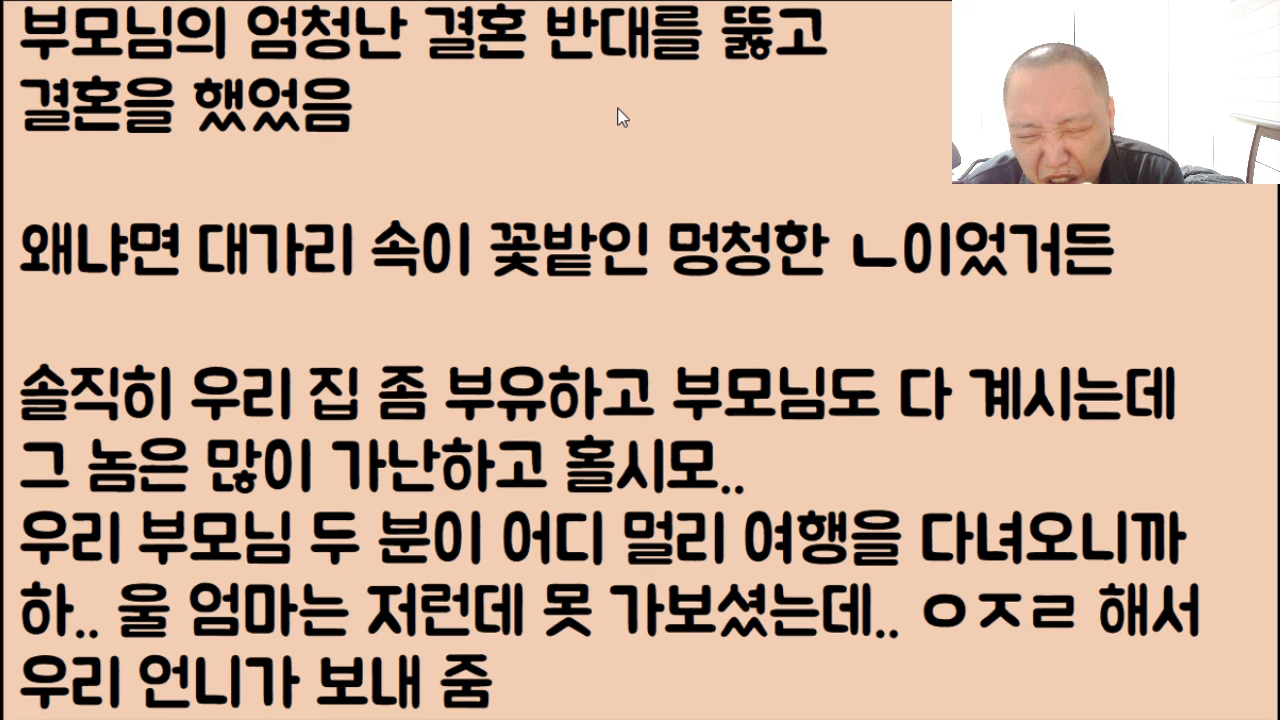 부모님의 엄청난 결혼 반대를 뚫고
결혼을 했었음
왜냐면 대가리 속이 꽃밭인 멍청한 ㄴ이었거든
솔직히 우리 집 좀 부유하고 부모님도 다 계시는데
그 놈은 많이 가난하고 홀시모..
우리 부모님 두 분이 어디 멀리 여행을 다녀오니까
하.. 울 엄마는 저런데 못 가보셨는데.. ㅇㅈㄹ 해서
우리 언니가 보내 줌